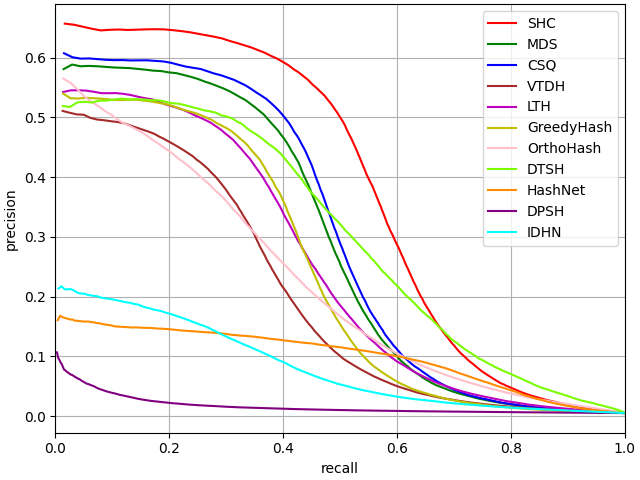 SHC
MDS
CSQ
VTDH
LTH
GreedyHash
OrthoHash
DTSH
HashNet
DPSH
IDHN
precision
0.6
0.5
0.4
0.3
0.2
0.1
0.0
0.0 0.2 0.4 0.6 0.8 1.0
recall